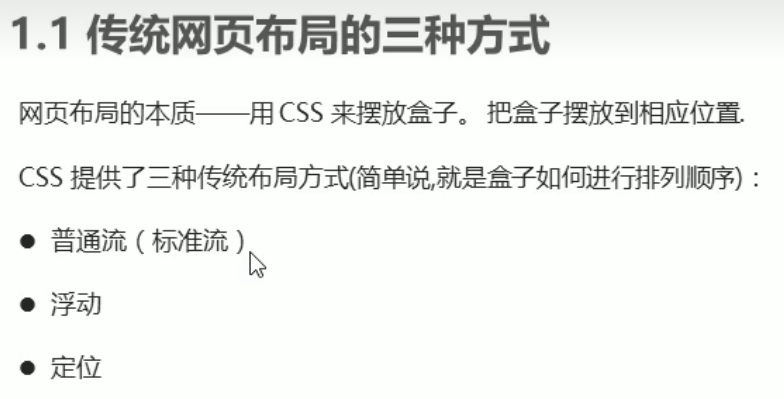 1.1 传统网页布局的三种方式
网页布局的本质——用 CSS 来摆放盒子。 把盒子摆放到相应位置.
CSS 提供了三种传统布局方式(简单说,就是盒子如何进行排列顺序)：
● 普通流（标准流）
● 浮动
● 定位